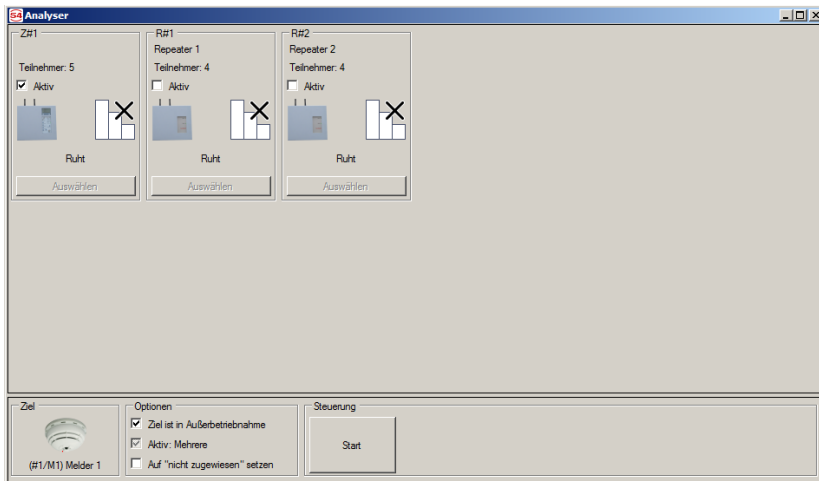 S4 Analyser
Z#1
Teilnehmer: 5
Aktiv
Ruht
Auswählen
R#1
Repeater 1
Teilnehmer: 4
Aktiv
Ruht
Auswählen
R#2
Repeater 2
Teilnehmer: 4
Aktiv
Ruht
Auswählen
Ziel
(#1/M1) Melder 1
Optionen
Ziel ist in Außerbetriebnahme
Aktiv: Mehrere
Auf "nicht zugewiesen" setzen
Steuerung
Start